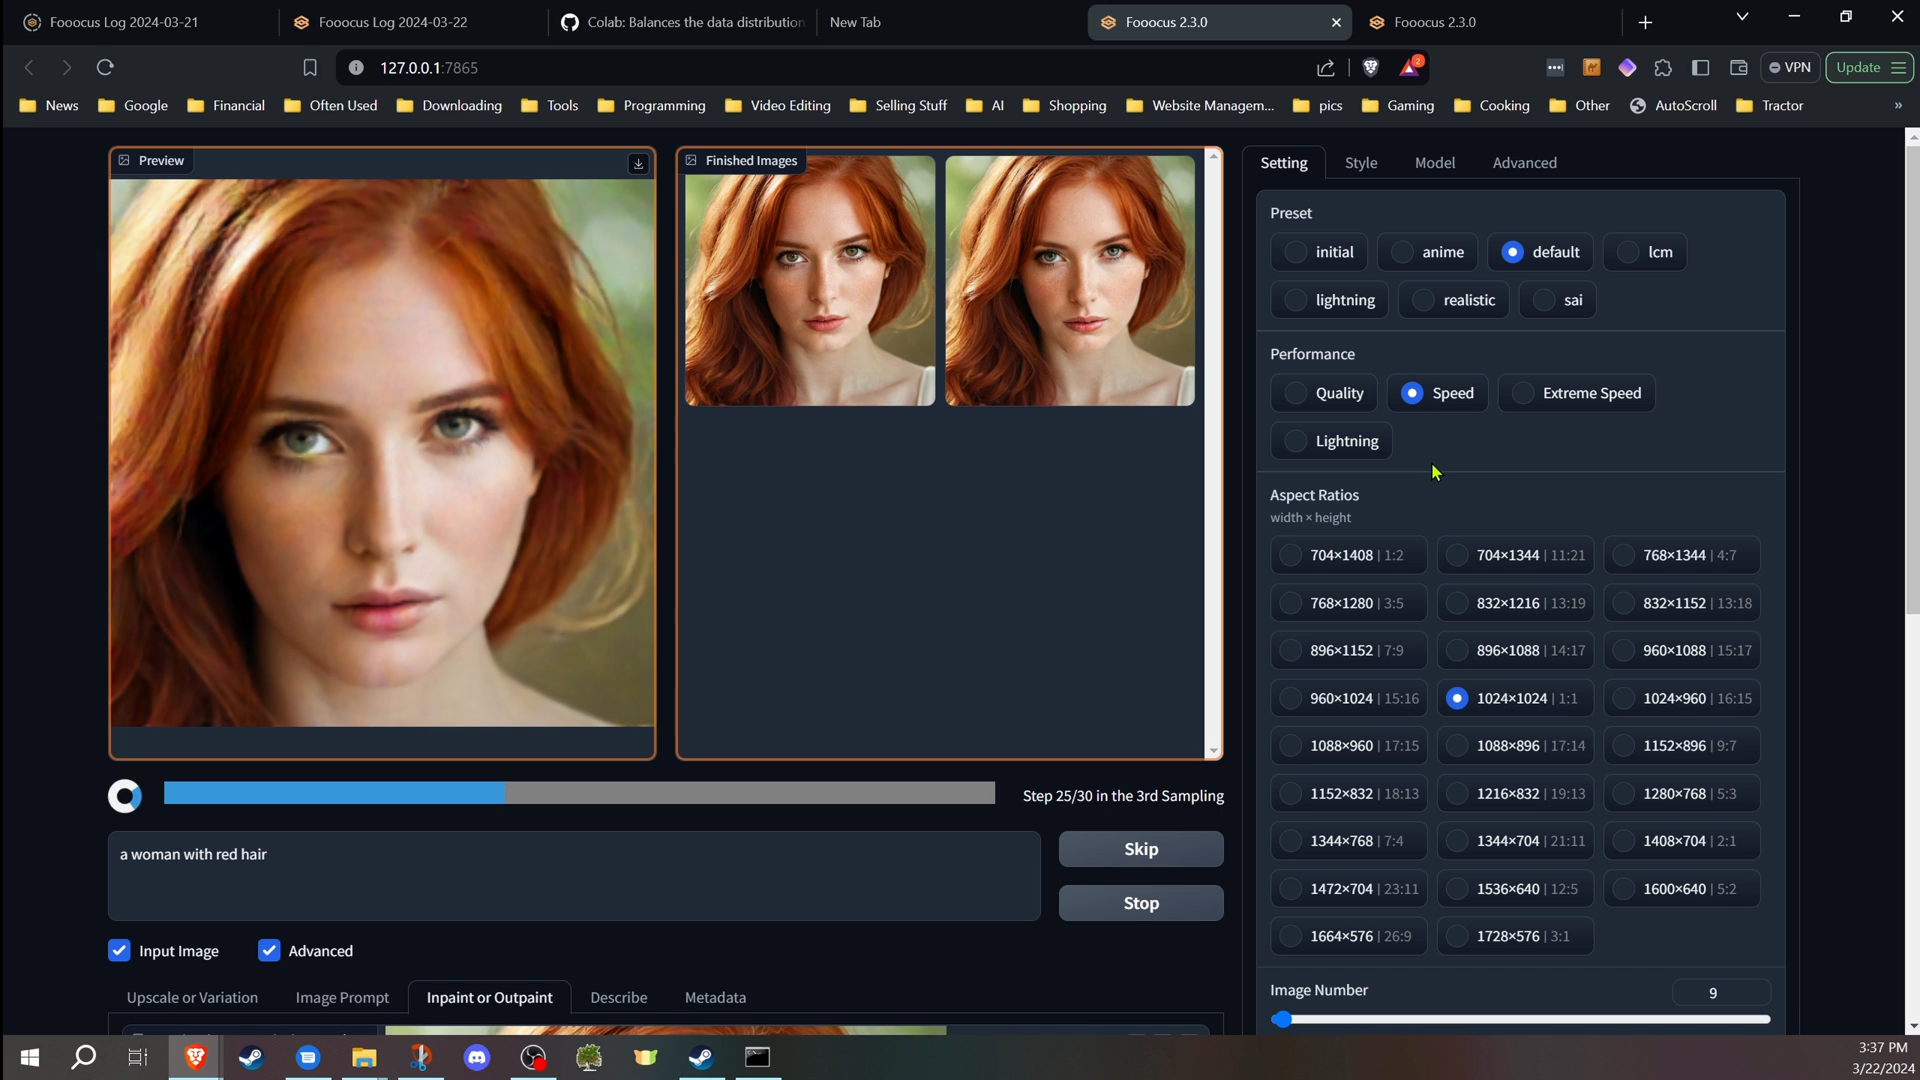 Fooocus Log 2024-03-21
Fooocus Log 2024-03-22
Colab: Balances the data distribution
New Tab
Fooocus 2.3.0
Fooocus 2.3.0
127.0.0.1:7865
2
VPN
Update
News
Google
Financial
Often Used
Downloading
Tools
Programming
Video Editing
Selling Stuff
AI
Shopping
Website Managem...
pics
Gaming
Cooking
Other
AutoScroll
Tractor
»
Preview
Finished Images
Setting
Style
Model
Advanced
Preset
initial
anime
default
lcm
lightning
realistic
sai
Performance
Quality
Speed
Extreme Speed
Lightning
Aspect Ratios
width × height
704×1408 | 1:2
704×1344 | 11:21
768×1344 | 4:7
768×1280 | 3:5
832×1216 | 13:19
832×1152 | 13:18
896×1152 | 7:9
896×1088 | 14:17
960×1088 | 15:17
960×1024 | 15:16
1024×1024 | 1:1
1024×960 | 16:15
1088×960 | 17:15
1088×896 | 17:14
1152×896 | 9:7
1152×832 | 18:13
1216×832 | 19:13
1280×768 | 5:3
1344×768 | 7:4
1344×704 | 21:11
1408×704 | 2:1
1472×704 | 23:11
1536×640 | 12:5
1600×640 | 5:2
1664×576 | 26:9
1728×576 | 3:1
Image Number
9
Step 25/30 in the 3rd Sampling
a woman with red hair
Skip
Stop
Input Image
Advanced
Upscale or Variation
Image Prompt
Inpaint or Outpaint
Describe
Metadata
3:37 PM
3/22/2024